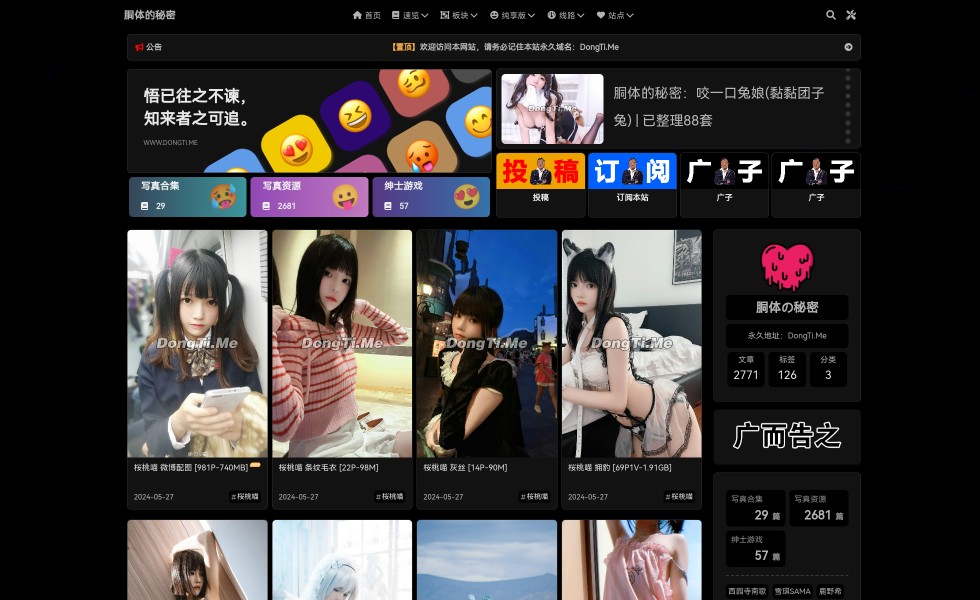 胴体的秘密
首页
速览
板块
纯享版
线路
站点
公告
【置顶】欢迎访问本网站，请务必记住本站永久域名：DongTi.Me
悟已往之不谏，
知来者之可追。
WWW.DONGTI.ME
DongTi.Me
胴体的秘密：咬一口兔娘(黏黏团子
兔) | 已整理88套
写真合集
29
写真资源
2681
绅士游戏
57
投稿
投稿
订阅
订阅本站
广子
广子
广子
广子
DongTi.Me
DongTi.Me
DongTi.Me
DongTi.Me
桜桃喵 微博配图 [981P-740MB]
2024-05-27
#桜桃喵
桜桃喵 条纹毛衣 [22P-98M]
2024-05-27
#桜桃喵
桜桃喵 灰丝 [14P-90M]
2024-05-27
#桜桃喵
桜桃喵 拥豹 [69P1V-1.91GB]
2024-05-27
#桜桃喵
胴体の秘密
永久地址：DongTi.Me
文章
2771
标签
126
分类
3
广而告之
写真合集
29 篇
写真资源
2681 篇
绅士游戏
57 篇
西园寺南歌
雪琪SAMA
鹿野希